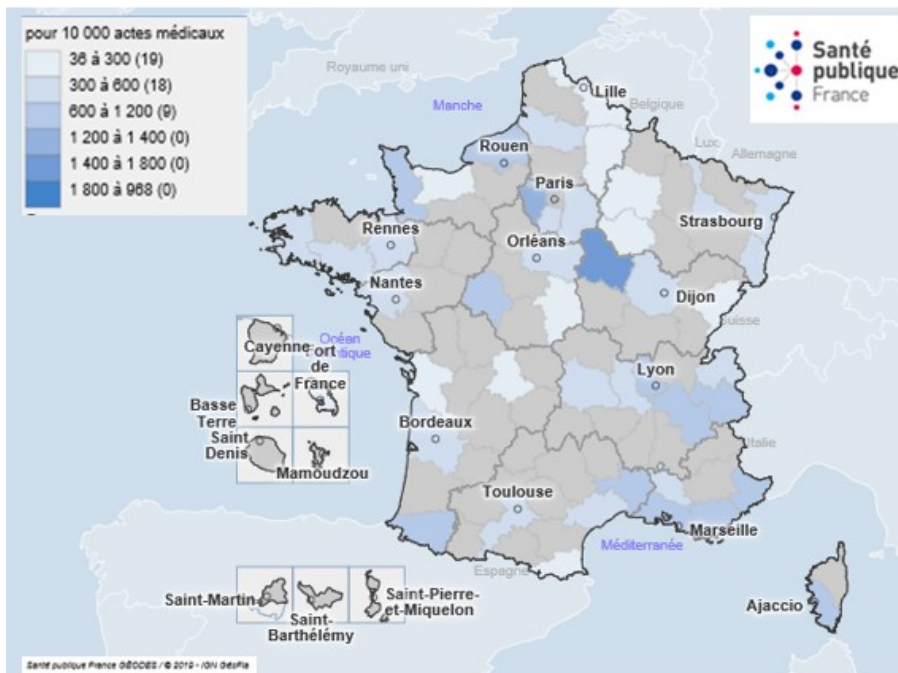 pour 10 000 actes médicaux
36 à 300 (19)
300 à 600 (18)
600 à 1 200 (9)
1 200 à 1 400 (0)
1 400 à 1 800 (0)
1 800 à 968 (0)
Santé
publique
France
Royaume uni
Manche
Lille
Belgique
Lux.
Allemagne
Rouen
Paris
Strasbourg
Rennes
Orléans
Nantes
Dijon
Suisse
Océan
Cayenne
ntique
Fort
de
France
Lyon
Basse
Terre
Saint
Denis
Bordeaux
Italie
Mamoudzou
Toulouse
Marseille
Méditerranée
Espagne
Saint-Martin
Saint-Pierre-
et-Miquelon
Saint-
Barthélémy
Ajaccio
Santé publique France GÉODES / © 2019 - IGN GéoFla